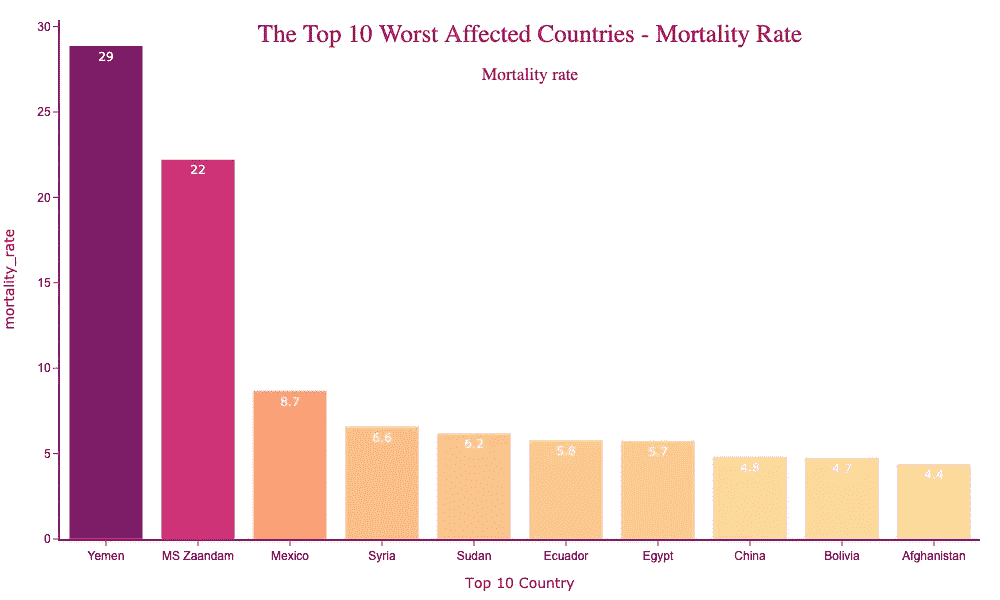 The Top 10 Worst Affected Countries - Mortality Rate
Mortality rate
mortality_rate
30
25
20
15
10
5
0
29
22
8.7
6.6
6.2
5.8
5.7
4.8
4.7
4.4
Yemen
MS Zaandam
Mexico
Syria
Sudan
Ecuador
Egypt
China
Bolivia
Afghanistan
Top 10 Country